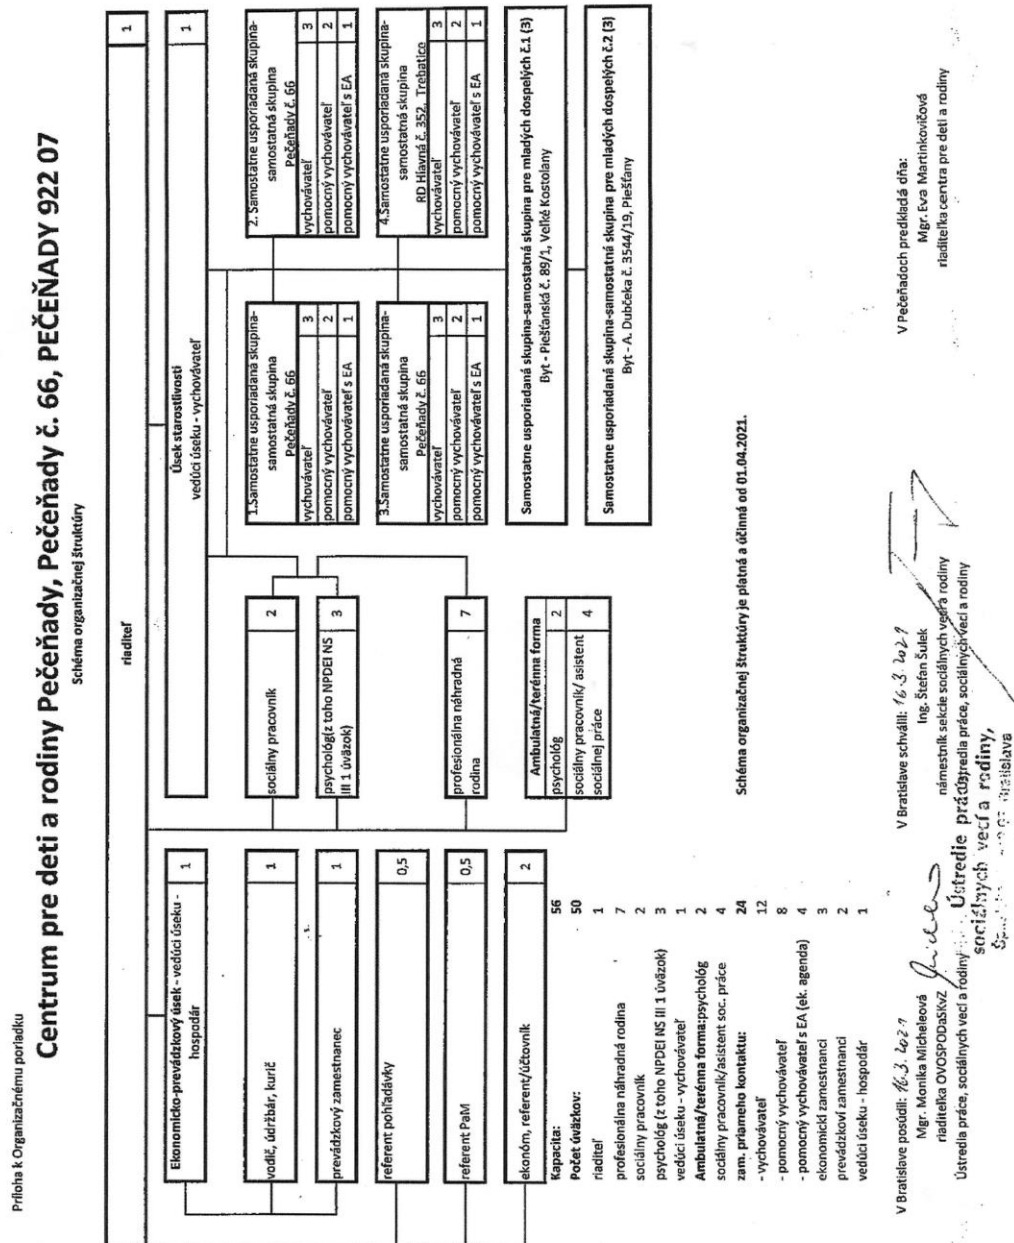 Príloha k Organizačnému poriadku
Centrum pre deti a rodiny Pečeňady, Pečeňady č. 66, PEČEŇADY 922 07
Schéma organizačnej štruktúry
riaditeľ 1
Ekonomicko-prevádzkový úsek - vedúci úseku - hospodár 1
vodič, údržbár, kurič 1
prevádzkový zamestnanec 1
referent pohľadávky 0,5
referent PaM 0,5
ekonóm, referent/účtovník 2
Úsek starostlivosti
vedúci úseku - vychovávateľ 1
sociálny pracovník 2
psychológ(z toho NPDEI NS
III 1 úväzok) 3
profesionálna náhradná
rodina 7
Ambulatná/terénna forma
psychológ 2
sociálny pracovník/ asistent
sociálnej práce 4
1.Samostatne usporiadaná skupina-
samostatná skupina
Pečeňady č. 66
vychovávateľ 3
pomocný vychovávateľ 2
pomocný vychovávateľ s EA 1
2. Samostatne usporiadaná skupina-
samostatná skupina
Pečeňady č. 66
vychovávateľ 3
pomocný vychovávateľ 2
pomocný vychovávateľ s EA 1
3.Samostatne usporiadaná skupina-
samostatná skupina
Pečeňady č. 66
vychovávateľ 3
pomocný vychovávateľ 2
pomocný vychovávateľ s EA 1
4.Samostatne usporiadaná skupina-
samostatná skupina
RD Hlavná č. 352, Trebatice
vychovávateľ 3
pomocný vychovávateľ 2
pomocný vychovávateľ s EA 1
Samostatne usporiadaná skupina-samostatná skupina pre mladých dospelých č.1 (3)
Byt - Piešťanská č. 89/1, Veľké Kostolany
Samostatne usporiadaná skupina-samostatná skupina pre mladých dospelých č.2 (3)
Byt - A. Dubčeka č. 3544/19, Piešťany
Kapacita: 56
Počet úväzkov: 50
riaditeľ 1
profesionálna náhradná rodina 7
sociálny pracovník 2
psychológ (z toho NPDEI NS III 1 úväzok) 3
vedúci úseku - vychovávateľ 1
Ambulatná/terénna forma:psychológ 2
sociálny pracovník/asistent soc. práce 4
zam. priameho kontaktu: 24
- vychovávateľ 12
- pomocný vychovávateľ 8
- pomocný vychovávateľ s EA (ek. agenda) 4
ekonomickí zamestnanci 3
prevádzkoví zamestnanci 2
vedúci úseku - hospodár 1
Schéma organizačnej štruktúry je platná a účinná od 01.04.2021.
V Bratislave posúdil: 16.3.2021
Mgr. Monika Micheleová
riaditeľka OVOSPODaSKvZ
Ústredia práce, sociálnych vecí a rodiny
V Bratislave schválil: 16.3.2021
Ing. Štefan Šulek
námestník sekcie sociálnych vecí a rodiny
Ústredia práce, sociálnych vecí a rodiny
Ústredie práce,
sociálnych vecí a rodiny,
V Pečeňadoch predkladá dňa:
Mgr. Eva Martinkovičová
riaditeľka centra pre deti a rodiny